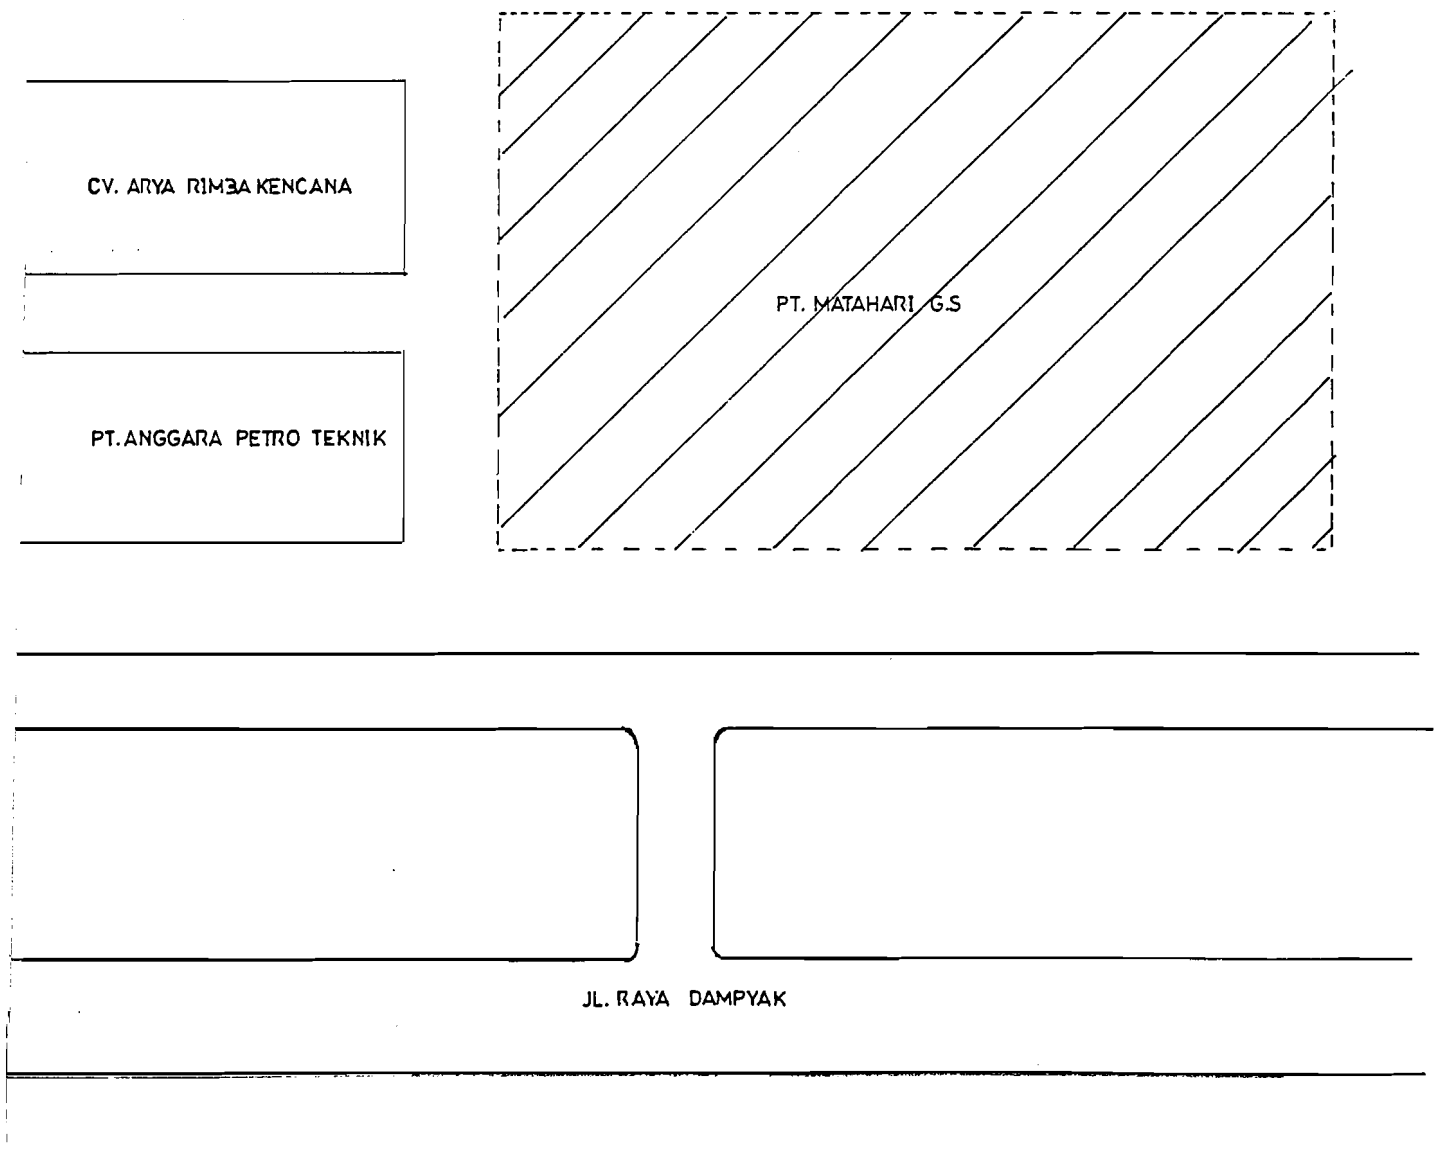 CV. ARYA RIMBA KENCANA
PT. MATAHARI G.S
PT. ANGGARA PETRO TEKNIK
JL. RAYA DAMPYAK